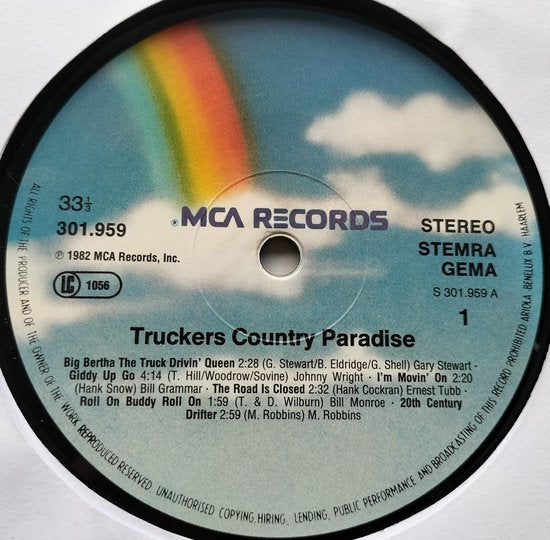 MCA RECORDS
33 1/3
301.959
℗ 1982 MCA Records, Inc.
LC 1056
STEREO
STEMRA
GEMA
S 301.959 A
1
Truckers Country Paradise
Big Bertha The Truck Drivin' Queen 2:28 (G. Stewart/B. Eldridge/G. Shell) Gary Stewart ·
Giddy Up Go 4:14 (T. Hill/Woodrow/Sovine) Johnny Wright · I'm Movin' On 2:20
(Hank Snow) Bill Grammar · The Road Is Closed 2:32 (Hank Cockran) Ernest Tubb ·
Roll On Buddy Roll On 1:59 (T. & D. Wilburn) Bill Monroe · 20th Century
Drifter 2:59 (M. Robbins) M. Robbins
ALL RIGHTS OF THE PRODUCER AND OF THE OWNER OF THE WORK REPRODUCED RESERVED. UNAUTHORISED COPYING, HIRING, LENDING, PUBLIC PERFORMANCE AND BROADCASTING OF THIS RECORD PROHIBITED ARIOLA BENELUX B V HAARLEM